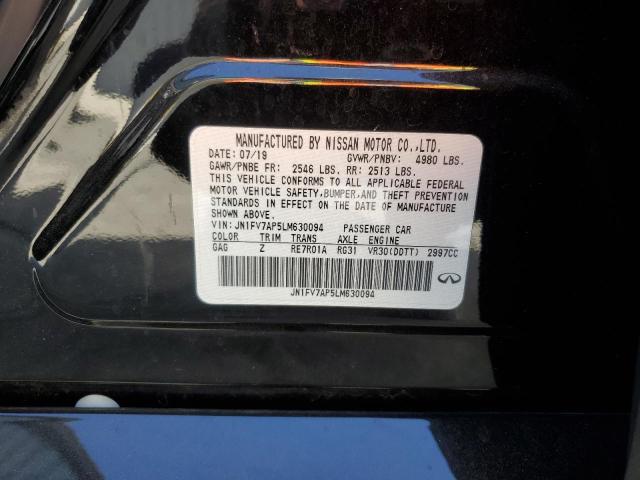 MANUFACTURED BY NISSAN MOTOR CO.,LTD.
DATE: 07/19 GVWR/PNBV: 4980 LBS.
GAWR/PNBE FR: 2546 LBS. RR: 2513 LBS.
THIS VEHICLE CONFORMS TO ALL APPLICABLE FEDERAL
MOTOR VEHICLE SAFETY,BUMPER,AND THEFT PREVENTION
STANDARDS IN EFFECT ON THE DATE OF MANUFACTURE
SHOWN ABOVE.
VIN: JN1FV7AP5LM630094 PASSENGER CAR
COLOR TRIM TRANS AXLE ENGINE
GAG Z RE7R01A RG31 VR30(DDTT) 2997CC
JN1FV7AP5LM630094